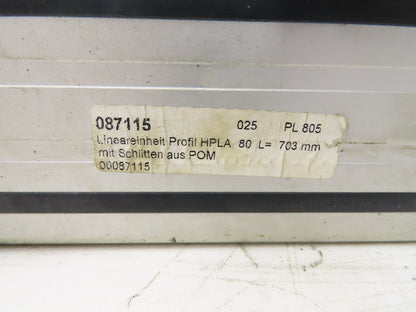 087115 025 PL 805
Lineareinheit Profil HPLA 80 L= 703 mm
mit Schlitten aus POM
00087115